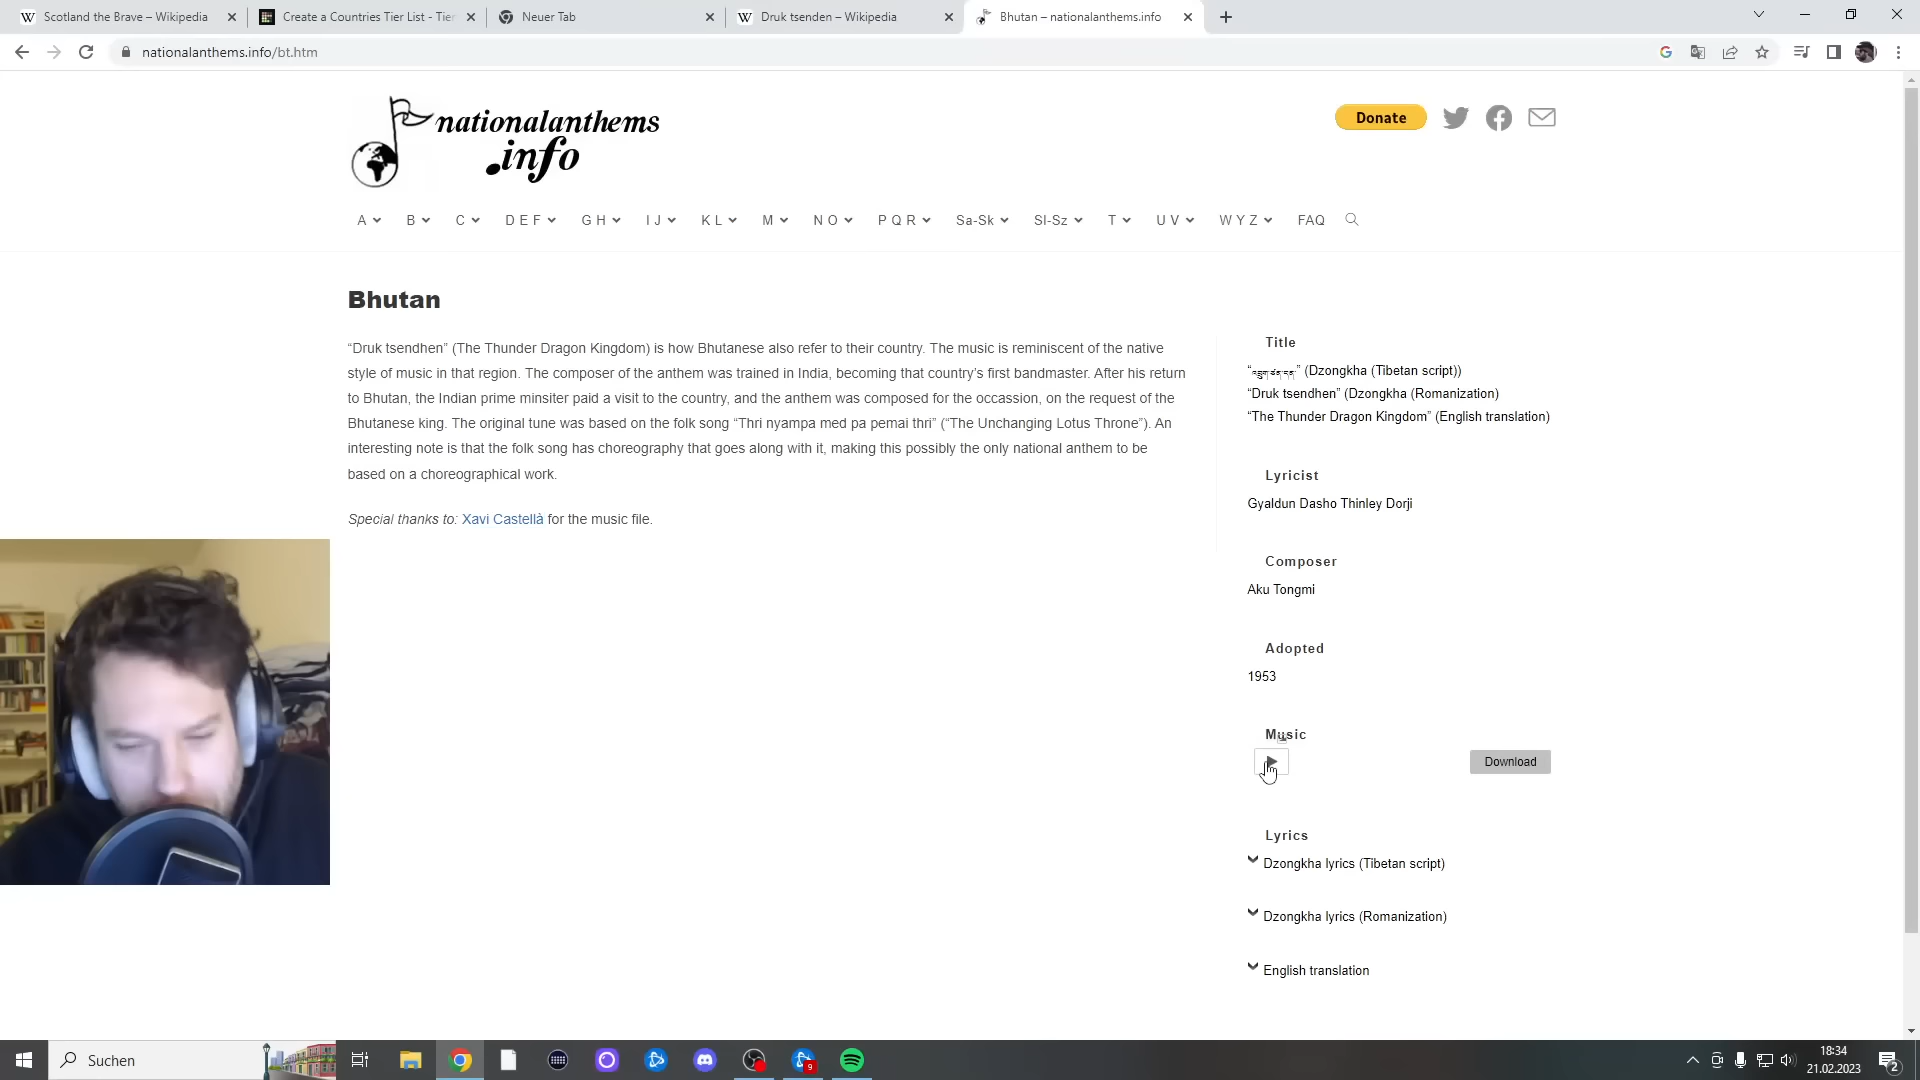 Scotland the Brave – Wikipedia
Create a Countries Tier List - Tier
Neuer Tab
Druk tsenden – Wikipedia
Bhutan – nationalanthems.info
nationalanthems.info/bt.htm
nationalanthems
.info
Donate
A B C D E F G H I J K L M N O P Q R Sa-Sk Sl-Sz T U V W Y Z FAQ
Bhutan
“Druk tsendhen” (The Thunder Dragon Kingdom) is how Bhutanese also refer to their country. The music is reminiscent of the native
style of music in that region. The composer of the anthem was trained in India, becoming that country’s first bandmaster. After his return
to Bhutan, the Indian prime minsiter paid a visit to the country, and the anthem was composed for the occassion, on the request of the
Bhutanese king. The original tune was based on the folk song “Thri nyampa med pa pemai thri” (“The Unchanging Lotus Throne”). An
interesting note is that the folk song has choreography that goes along with it, making this possibly the only national anthem to be
based on a choreographical work.
Special thanks to: Xavi Castellà for the music file.
Title
“འབྲུག་ཙན་དན་” (Dzongkha (Tibetan script))
“Druk tsendhen” (Dzongkha (Romanization)
“The Thunder Dragon Kingdom” (English translation)
Lyricist
Gyaldun Dasho Thinley Dorji
Composer
Aku Tongmi
Adopted
1953
Music
Download
Lyrics
Dzongkha lyrics (Tibetan script)
Dzongkha lyrics (Romanization)
English translation
Suchen
9
18:34
21.02.2023
2